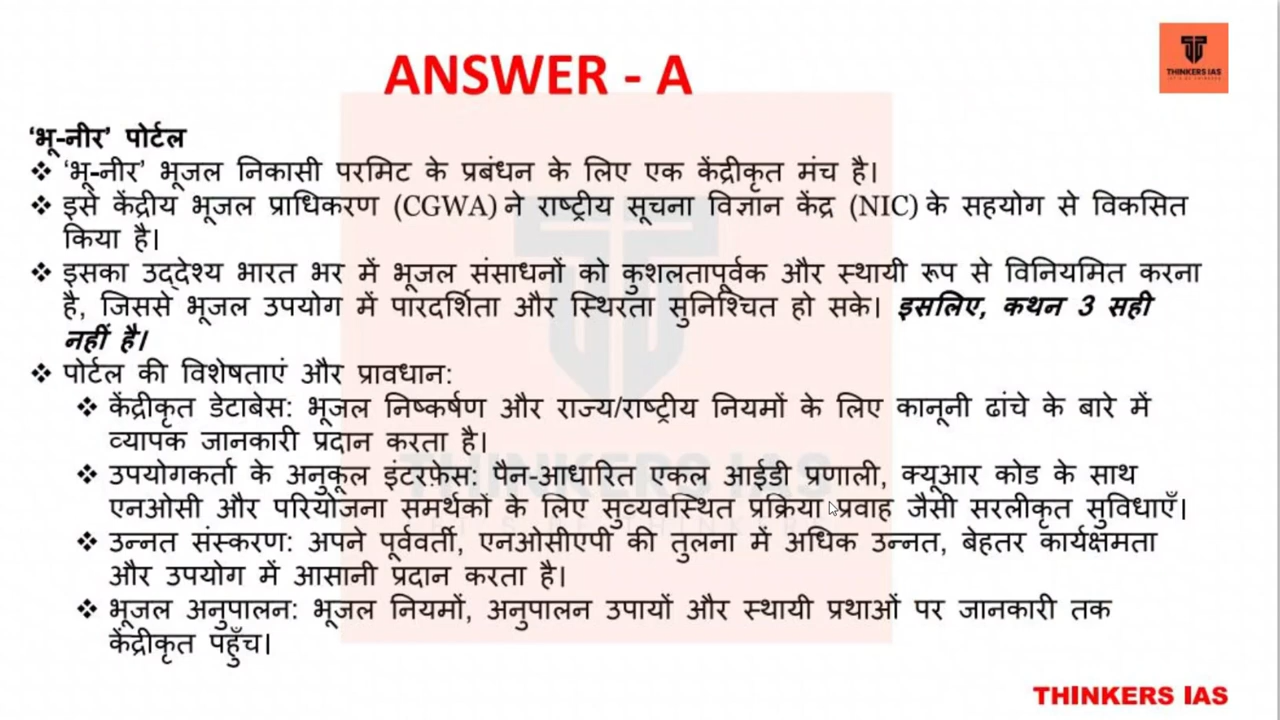 ANSWER - A
THINKERS IAS
‘भू-नीर’ पोर्टल
❖ ‘भू-नीर’ भूजल निकासी परमिट के प्रबंधन के लिए एक केंद्रीकृत मंच है।
❖ इसे केंद्रीय भूजल प्राधिकरण (CGWA) ने राष्ट्रीय सूचना विज्ञान केंद्र (NIC) के सहयोग से विकसित
किया है।
❖ इसका उद्देश्य भारत भर में भूजल संसाधनों को कुशलतापूर्वक और स्थायी रूप से विनियमित करना
है, जिससे भूजल उपयोग में पारदर्शिता और स्थिरता सुनिश्चित हो सके। इसलिए, कथन 3 सही
नहीं है।
❖ पोर्टल की विशेषताएं और प्रावधान:
❖ केंद्रीकृत डेटाबेस: भूजल निष्कर्षण और राज्य/राष्ट्रीय नियमों के लिए कानूनी ढांचे के बारे में
व्यापक जानकारी प्रदान करता है।
❖ उपयोगकर्ता के अनुकूल इंटरफ़ेस: पैन-आधारित एकल आईडी प्रणाली, क्यूआर कोड के साथ
एनओसी और परियोजना समर्थकों के लिए सुव्यवस्थित प्रक्रिया प्रवाह जैसी सरलीकृत सुविधाएँ।
❖ उन्नत संस्करण: अपने पूर्ववर्ती, एनओसीएपी की तुलना में अधिक उन्नत, बेहतर कार्यक्षमता
और उपयोग में आसानी प्रदान करता है।
❖ भूजल अनुपालन: भूजल नियमों, अनुपालन उपायों और स्थायी प्रथाओं पर जानकारी तक
केंद्रीकृत पहुँच।
THINKERS IAS
THINKERS IAS